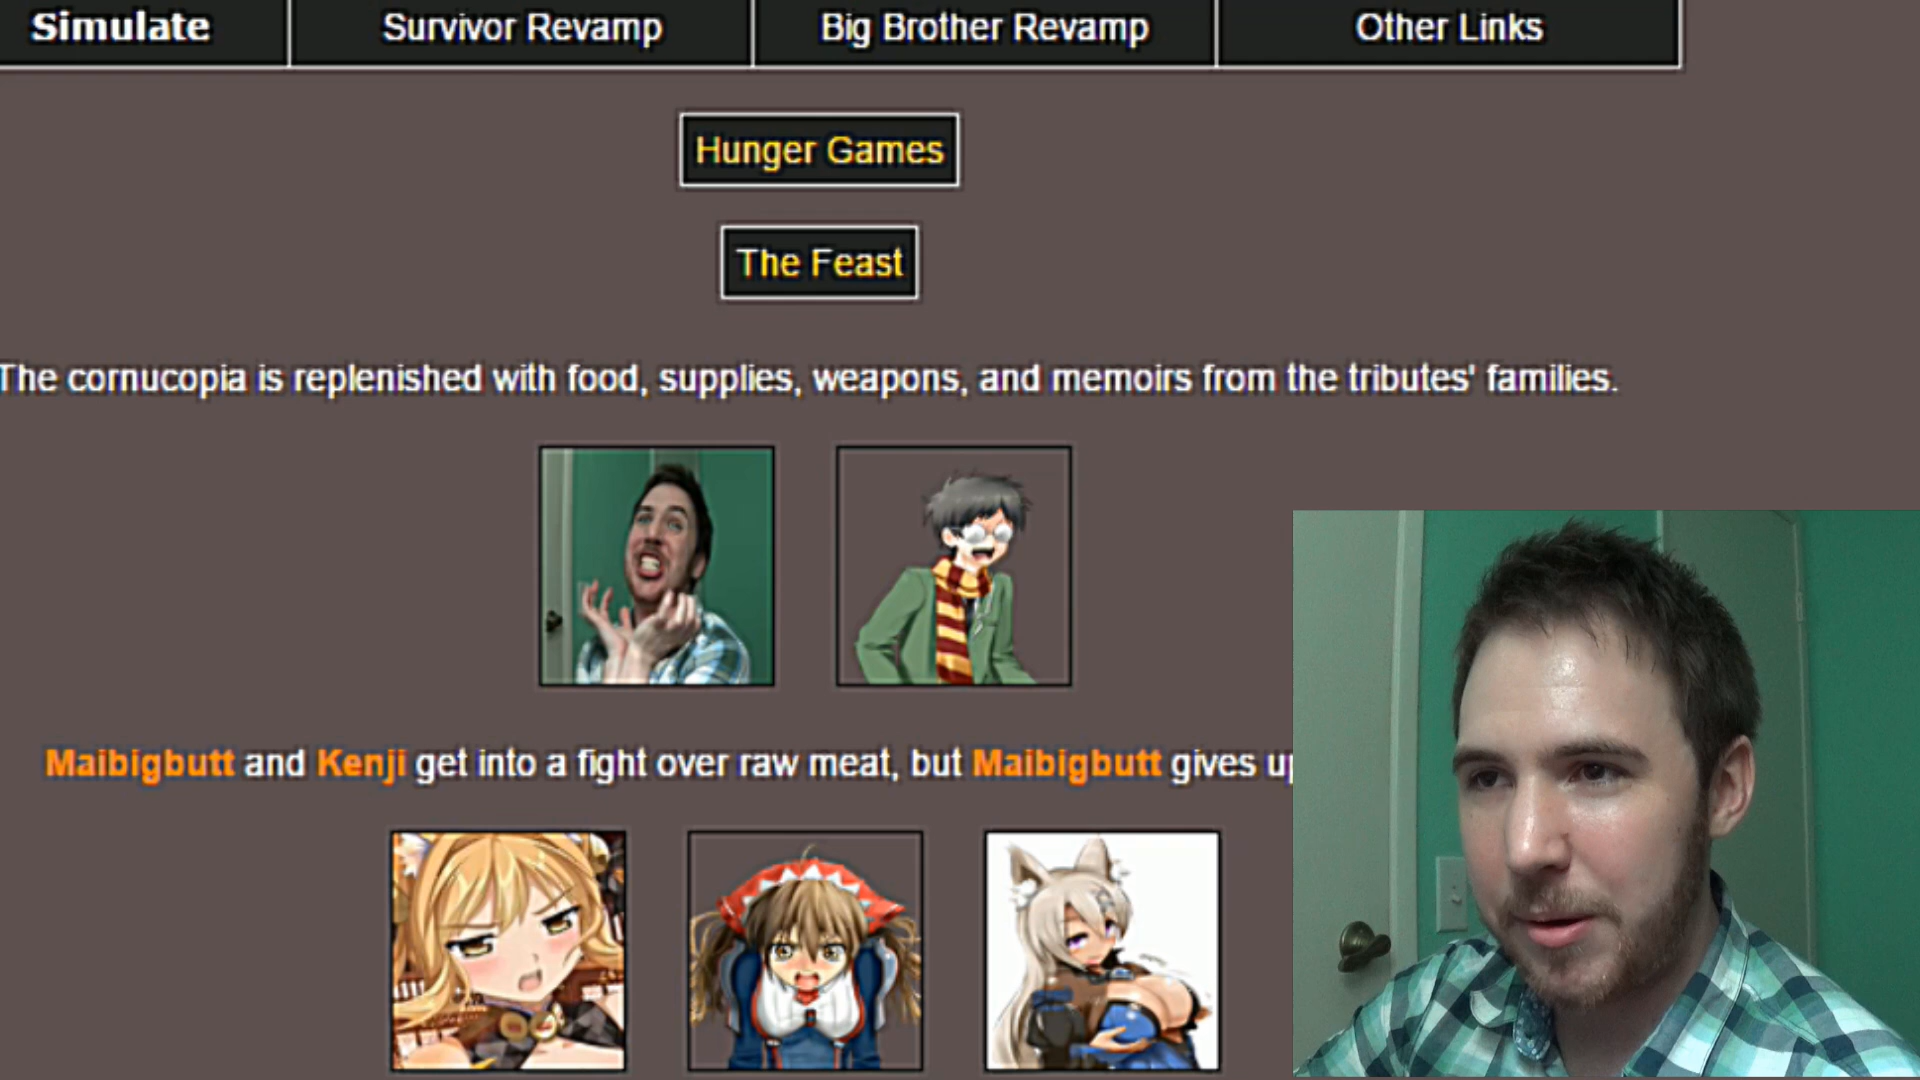 Simulate
Survivor Revamp
Big Brother Revamp
Other Links
Hunger Games
The Feast
The cornucopia is replenished with food, supplies, weapons, and memoirs from the tributes' families.
Maibigbutt and Kenji get into a fight over raw meat, but Maibigbutt gives up